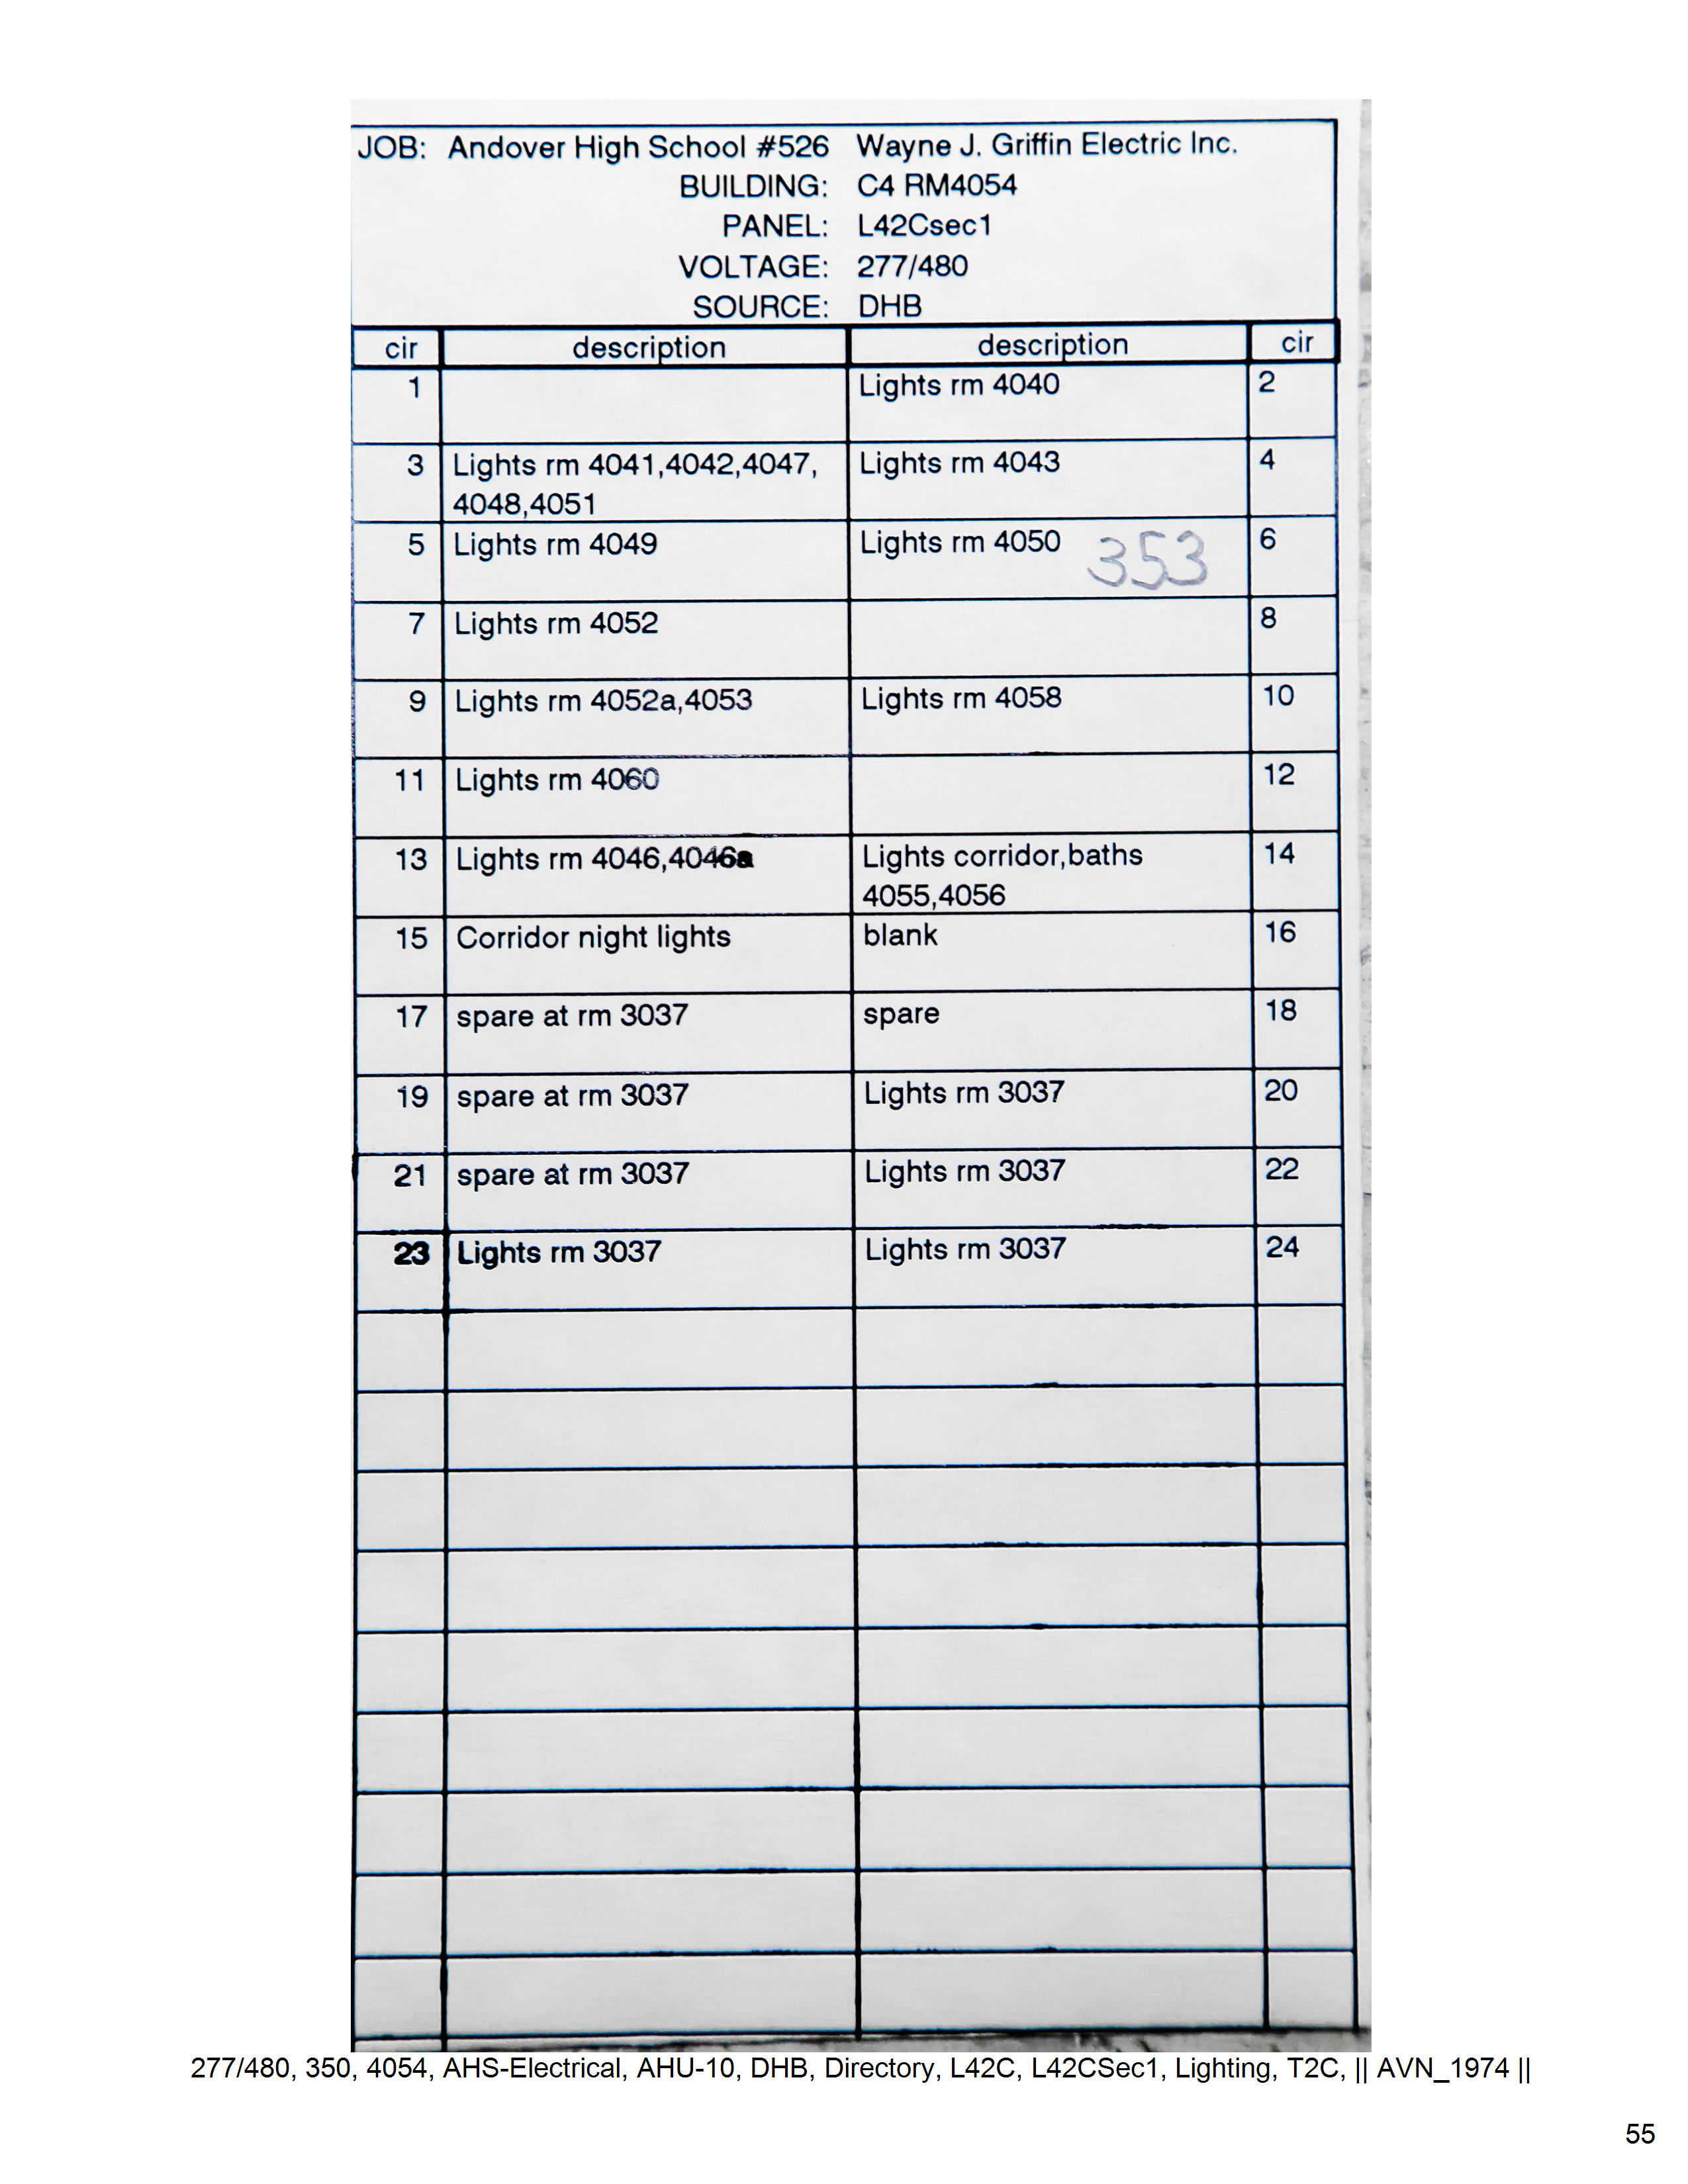 JOB: Andover High School #526 Wayne J. Griffin Electric Inc.
BUILDING: C4 RM4054
PANEL: L42Csec1
VOLTAGE: 277/480
SOURCE: DHB
cir description description cir
1 Lights rm 4040 2
3 Lights rm 4041,4042,4047, Lights rm 4043 4
4048,4051
5 Lights rm 4049 Lights rm 4050 353 6
7 Lights rm 4052 8
9 Lights rm 4052a,4053 Lights rm 4058 10
11 Lights rm 4060 12
13 Lights rm 4046,4046a Lights corridor,baths 14
4055,4056
15 Corridor night lights blank 16
17 spare at rm 3037 spare 18
19 spare at rm 3037 Lights rm 3037 20
21 spare at rm 3037 Lights rm 3037 22
23 Lights rm 3037 Lights rm 3037 24
277/480, 350, 4054, AHS-Electrical, AHU-10, DHB, Directory, L42C, L42CSec1, Lighting, T2C, || AVN_1974 ||
55